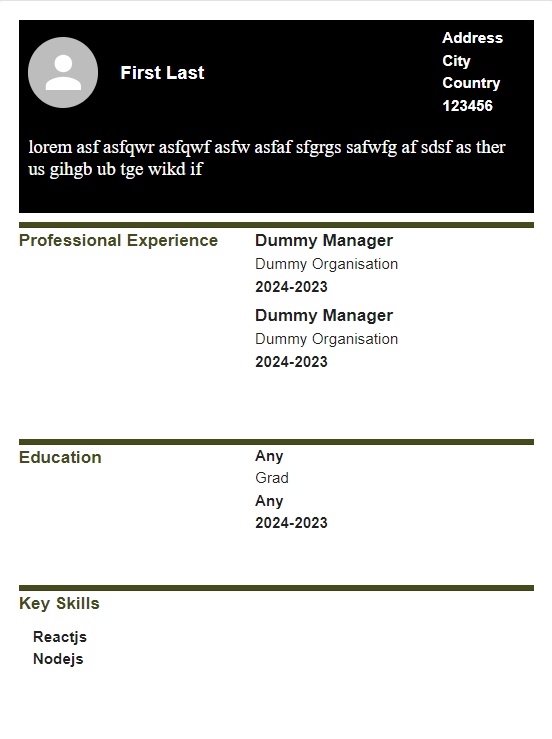 First Last
Address
City
Country
123456
lorem asf asfqwr asfqwf asfw asfaf sfgrgs safwfg af sdsf as ther
us gihgb ub tge wikd if
Professional Experience
Dummy Manager
Dummy Organisation
2024-2023
Dummy Manager
Dummy Organisation
2024-2023
Education
Any
Grad
Any
2024-2023
Key Skills
Reactjs
Nodejs